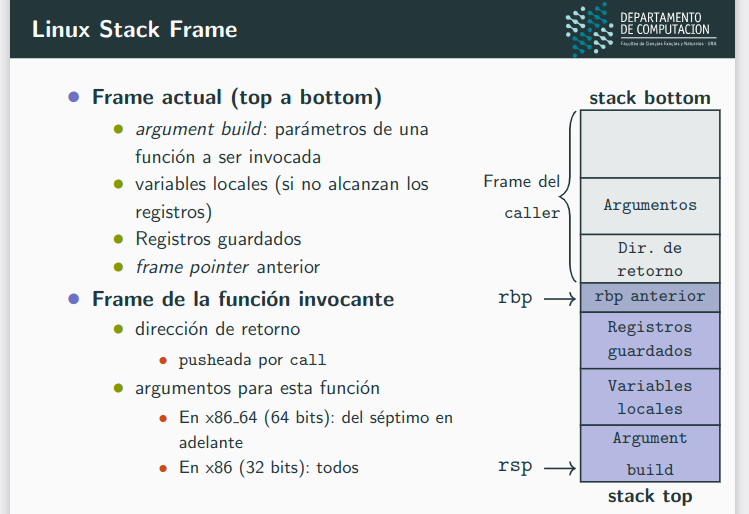 Linux Stack Frame
DEPARTAMENTO
DE COMPUTACION
Facultad de Ciencias Exactas y Naturales - UBA
Frame actual (top a bottom)
argument build: parámetros de una
función a ser invocada
variables locales (si no alcanzan los
registros)
Registros guardados
frame pointer anterior
Frame de la función invocante
dirección de retorno
pusheada por call
argumentos para esta función
En x86_64 (64 bits): del séptimo en
adelante
En x86 (32 bits): todos
stack bottom
Frame del
caller
Argumentos
Dir. de
retorno
rbp
rbp anterior
Registros
guardados
Variables
locales
Argument
build
rsp
stack top